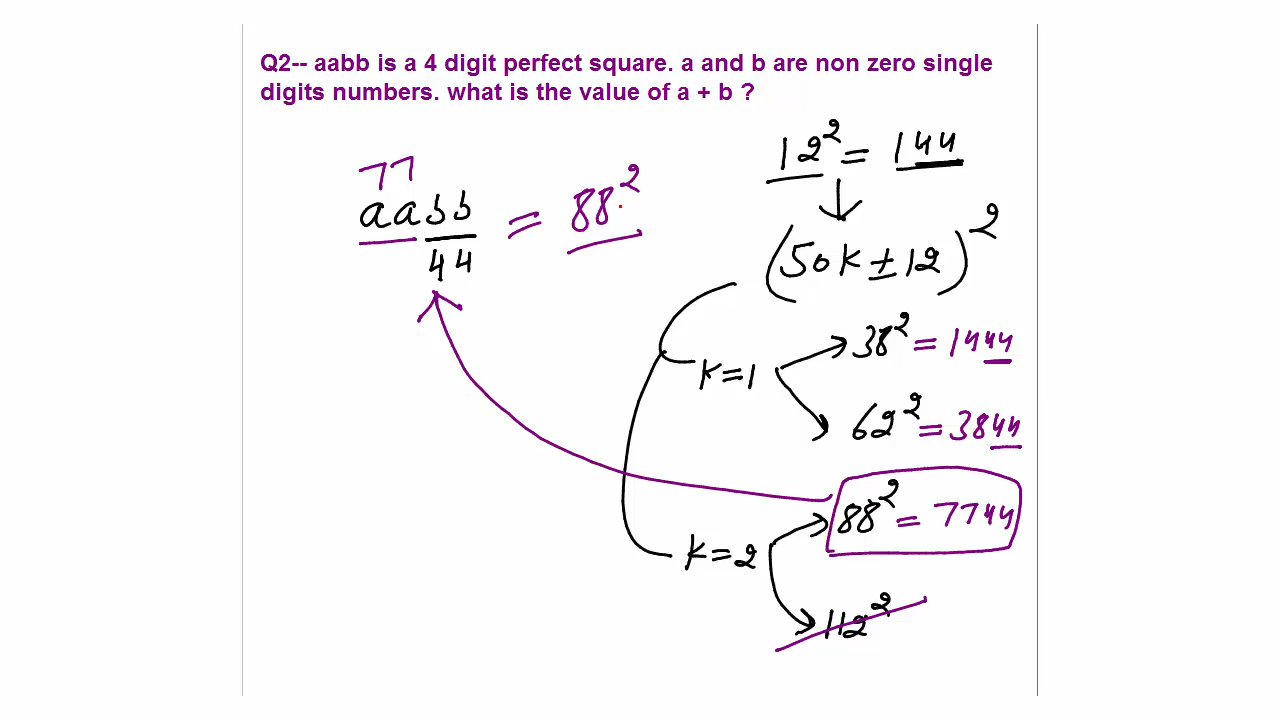 Q2-- aabb is a 4 digit perfect square. a and b are non zero single
digits numbers. what is the value of a + b ?
12² = 144
77
aabb = 88²
44
(50K ± 12)²
K=1
38² = 1444
62² = 3844
K=2
88² = 7744
112²